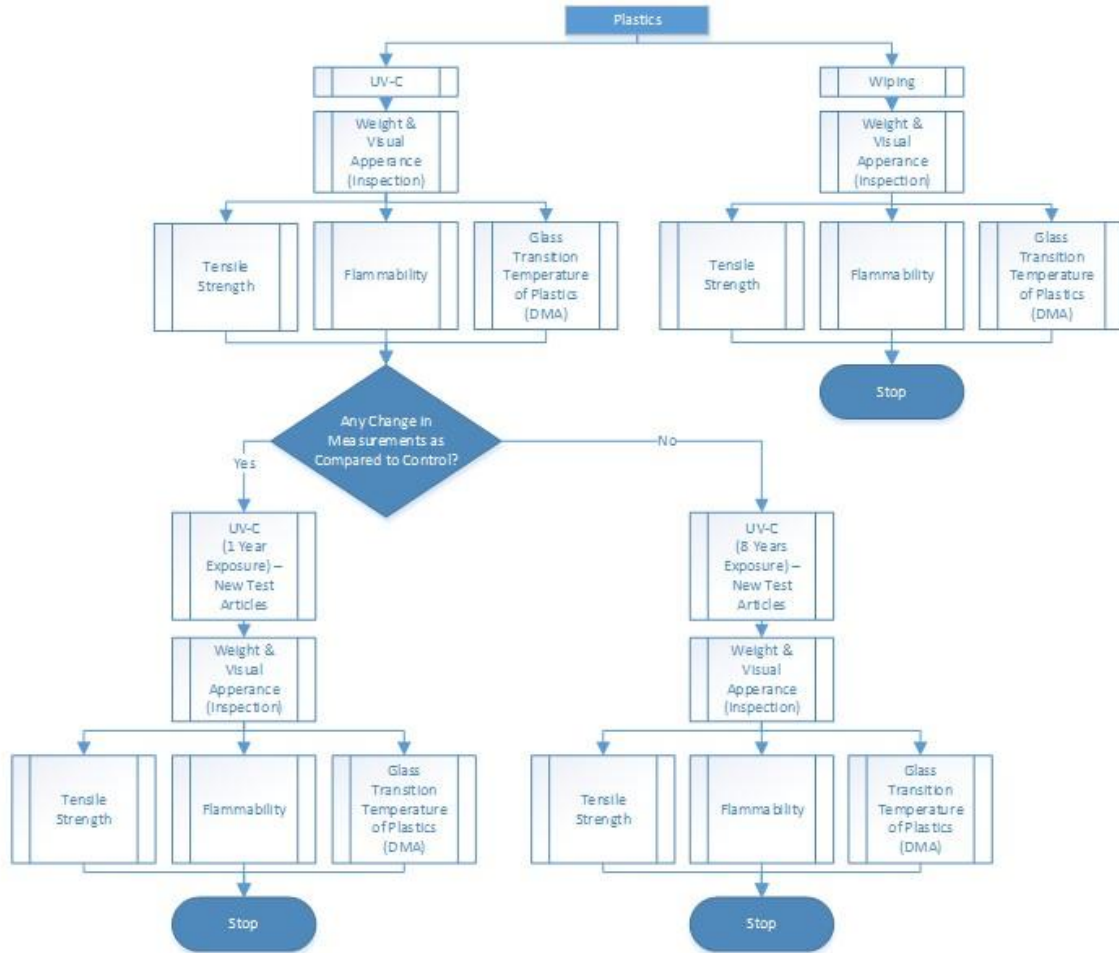 Plastics
UV-C
Wiping
Weight &
Visual
Apperance
(Inspection)
Weight &
Visual
Apperance
(Inspection)
Tensile
Strength
Flammability
Glass
Transition
Temperature
of Plastics
(DMA)
Tensile
Strength
Flammability
Glass
Transition
Temperature
of Plastics
(DMA)
Stop
Any Change in
Measurements as
Compared to Control?
Yes
No
UV-C
(1 Year
Exposure) –
New Test
Articles
UV-C
(8 Years
Exposure) –
New Test
Articles
Weight &
Visual
Apperance
(Inspection)
Weight &
Visual
Apperance
(Inspection)
Tensile
Strength
Flammability
Glass
Transition
Temperature
of Plastics
(DMA)
Tensile
Strength
Flammability
Glass
Transition
Temperature
of Plastics
(DMA)
Stop
Stop